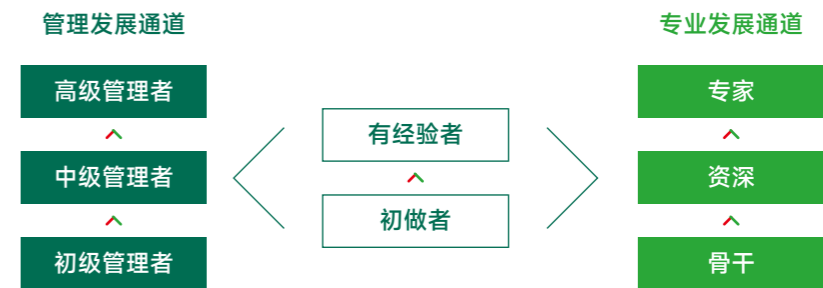 管理发展通道
专业发展通道
高级管理者
专家
有经验者
中级管理者
资深
初做者
初级管理者
骨干